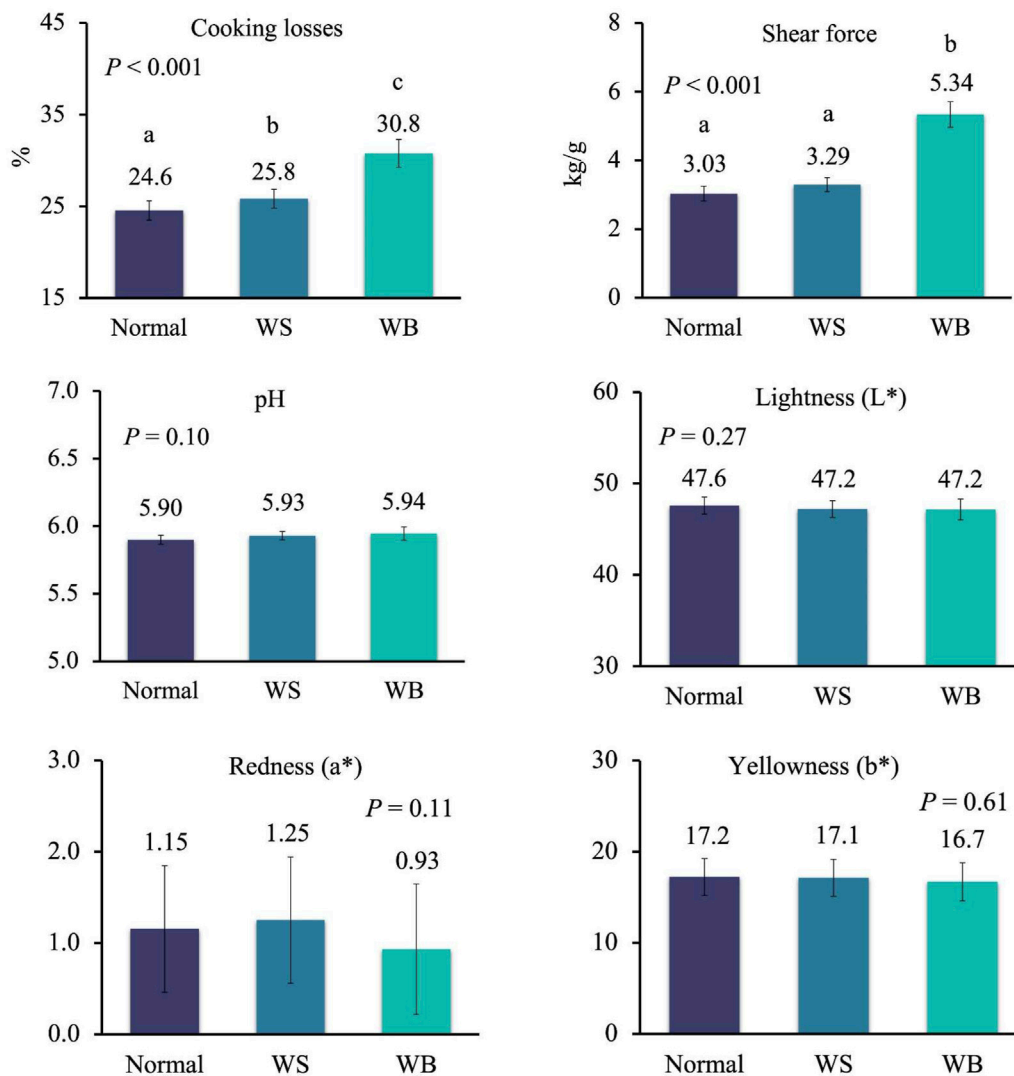 Cooking losses
P < 0.001
%
45
35
25
15
a
24.6
b
25.8
c
30.8
Normal WS WB
Shear force
P < 0.001
kg/g
8
6
4
2
0
a
3.03
a
3.29
b
5.34
Normal WS WB
pH
P = 0.10
7.0
6.5
6.0
5.5
5.0
5.90 5.93 5.94
Normal WS WB
Lightness (L*)
P = 0.27
60
50
40
30
47.6 47.2 47.2
Normal WS WB
Redness (a*)
P = 0.11
3.0
2.0
1.0
0.0
1.15 1.25 0.93
Normal WS WB
Yellowness (b*)
P = 0.61
30
20
10
0
17.2 17.1 16.7
Normal WS WB